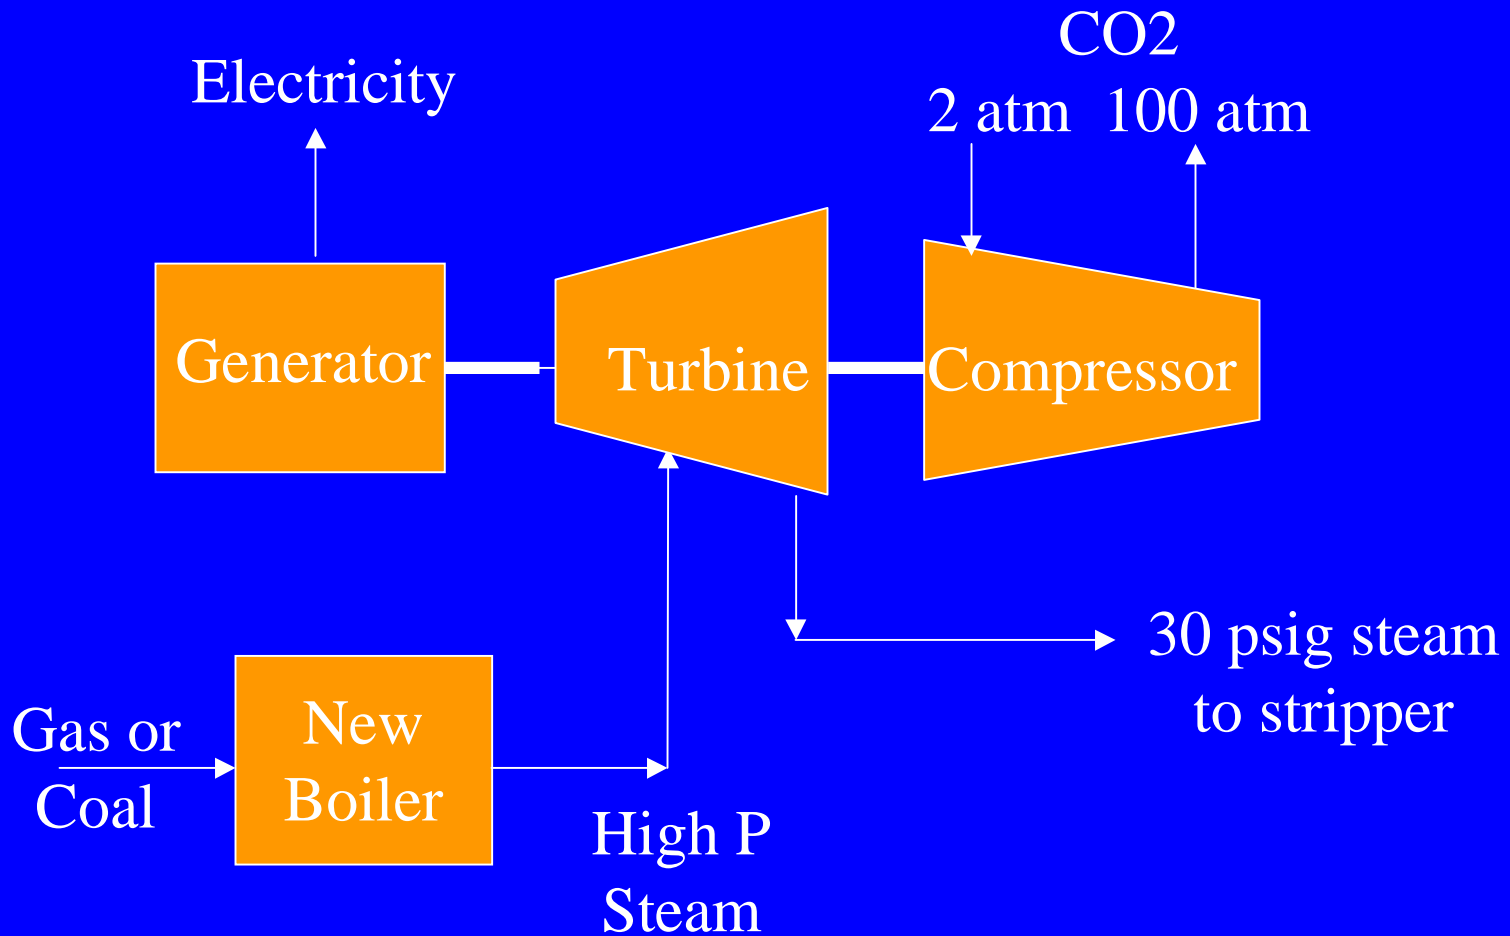 CO2
Electricity
2 atm 100 atm
Generator
Turbine
Compressor
30 psig steam
to stripper
Gas or
Coal
New
Boiler
High P
Steam